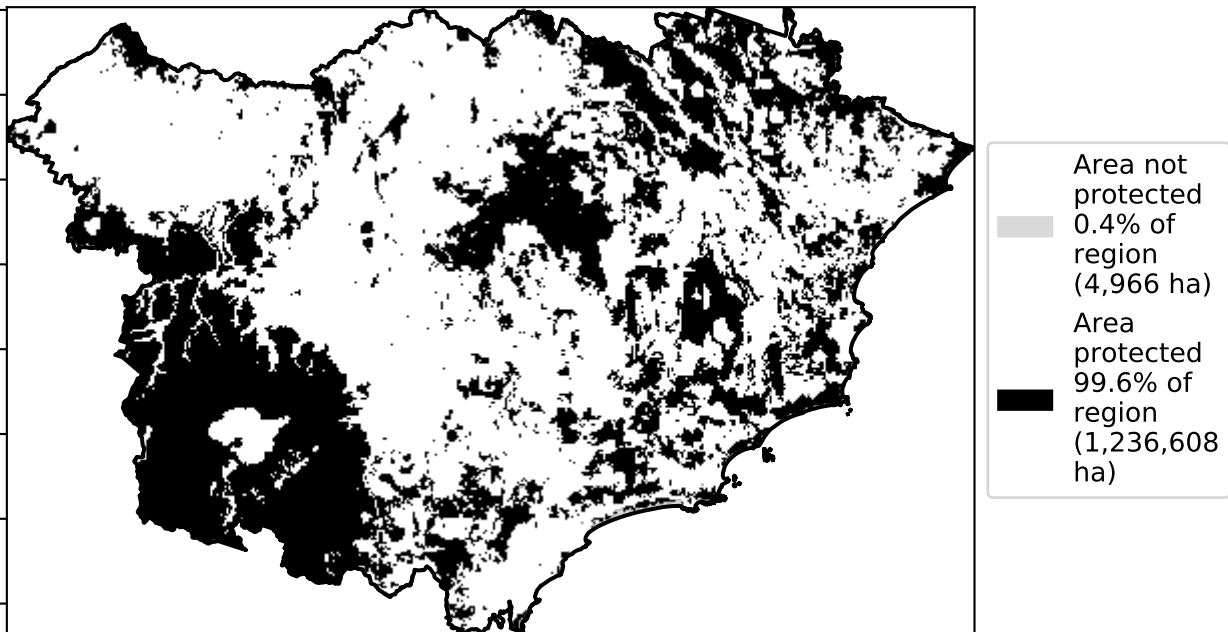 Area not
protected
0.4% of
region
(4,966 ha)
Area
protected
99.6% of
region
(1,236,608
ha)